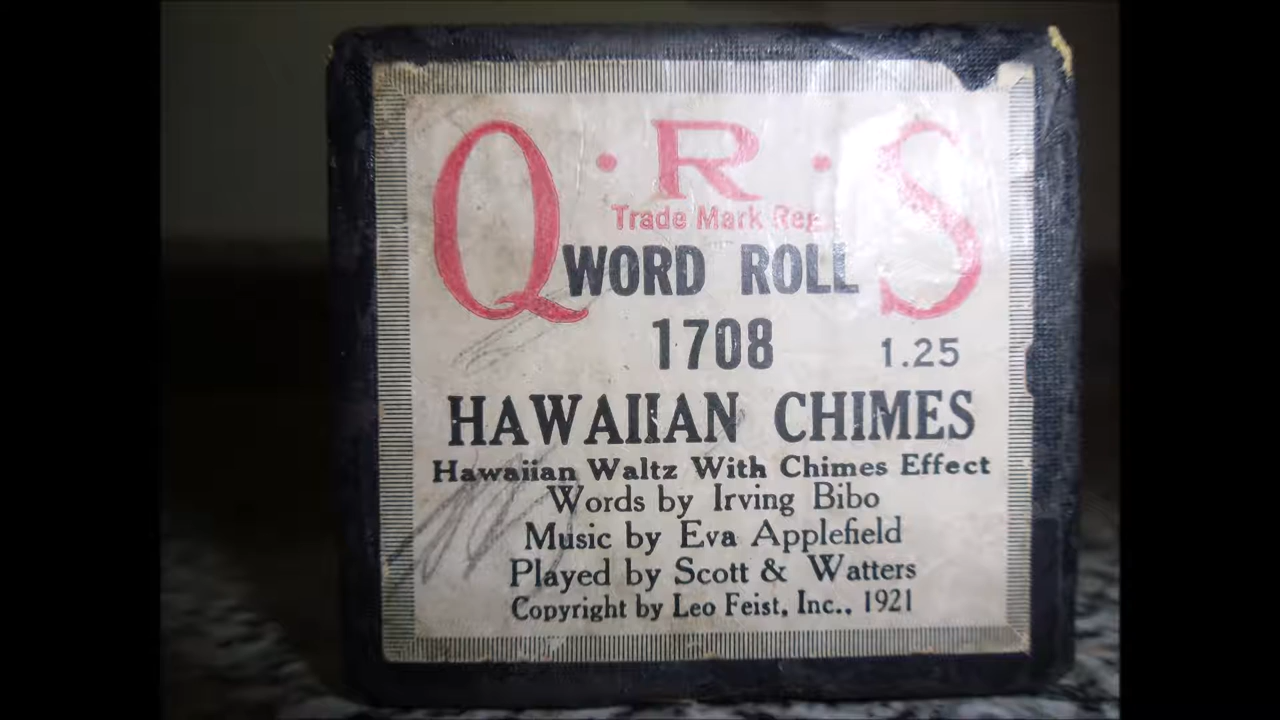 Q·R·S
Trade Mark Reg.
WORD ROLL
1708 1.25
HAWAIIAN CHIMES
Hawaiian Waltz With Chimes Effect
Words by Irving Bibo
Music by Eva Applefield
Played by Scott & Watters
Copyright by Leo Feist, Inc., 1921